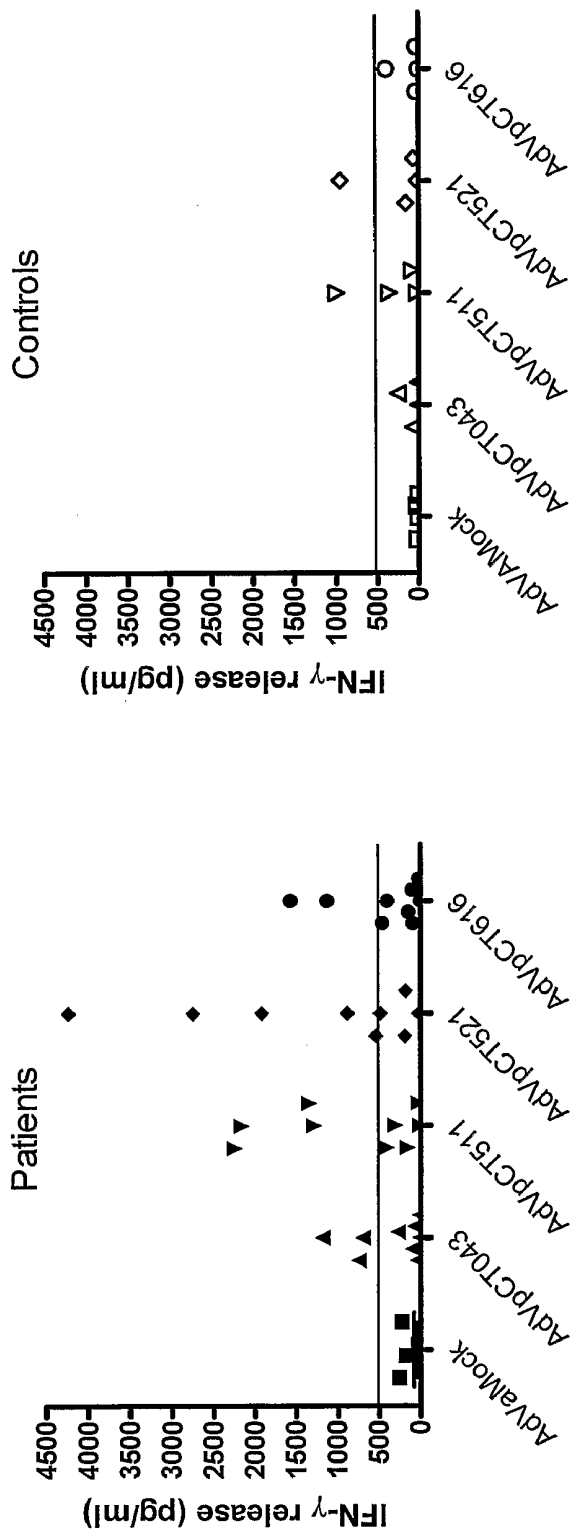 Patients
IFN-γ release (pg/ml)
4500
4000
3500
3000
2500
2000
1500
1000
500
0
AdVaMock
AdVpCT043
AdVpCT511
AdVpCT521
AdVpCT616
Controls
IFN-γ release (pg/ml)
4500
4000
3500
3000
2500
2000
1500
1000
500
0
AdVAMock
AdVpCT043
AdVpCT511
AdVpCT521
AdVpCT616